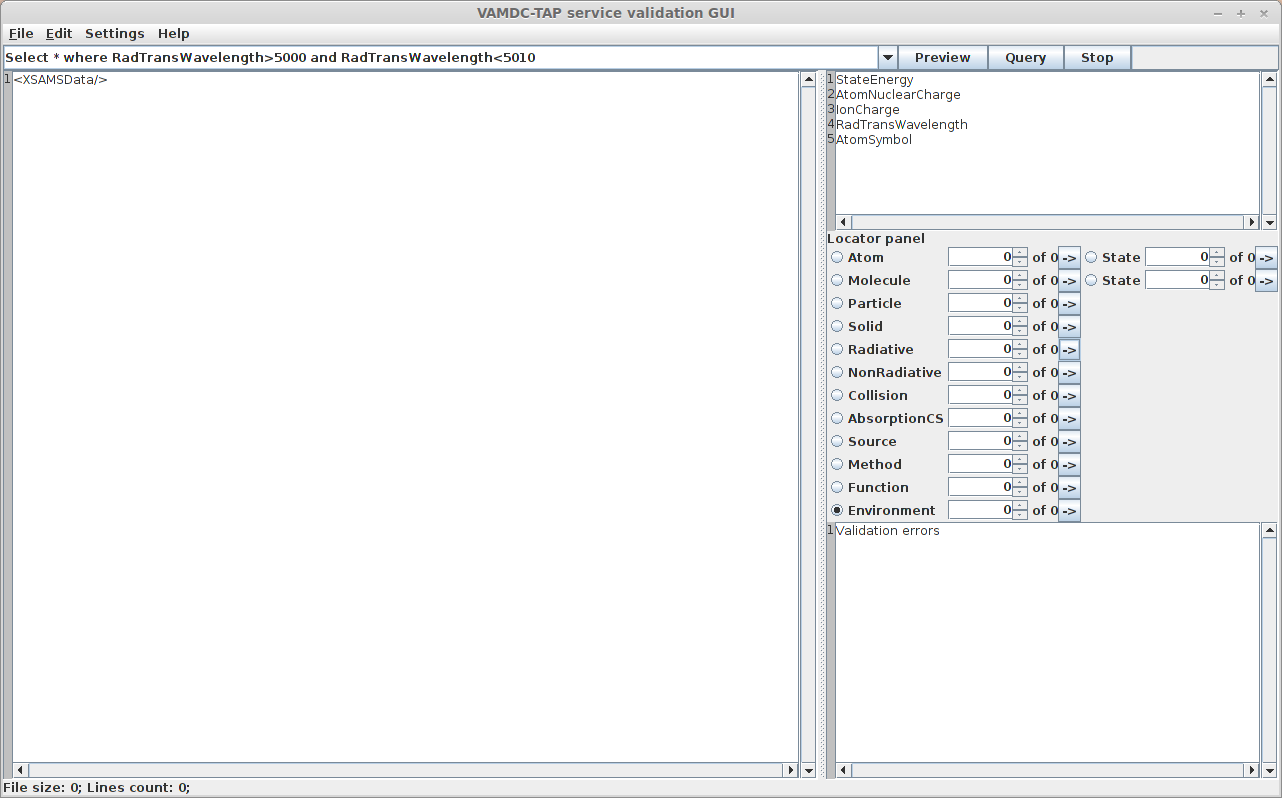 VAMDC-TAP service validation GUI
File Edit Settings Help
Select * where RadTransWavelength>5000 and RadTransWavelength<5010 Preview Query Stop
1 <XSAMSData/>
1 StateEnergy
2 AtomNuclearCharge
3 IonCharge
4 RadTransWavelength
5 AtomSymbol
Locator panel
Atom 0 of 0 -> State 0 of 0 ->
Molecule 0 of 0 -> State 0 of 0 ->
Particle 0 of 0 ->
Solid 0 of 0 ->
Radiative 0 of 0 ->
NonRadiative 0 of 0 ->
Collision 0 of 0 ->
AbsorptionCS 0 of 0 ->
Source 0 of 0 ->
Method 0 of 0 ->
Function 0 of 0 ->
Environment 0 of 0 ->
1 Validation errors
File size: 0; Lines count: 0;